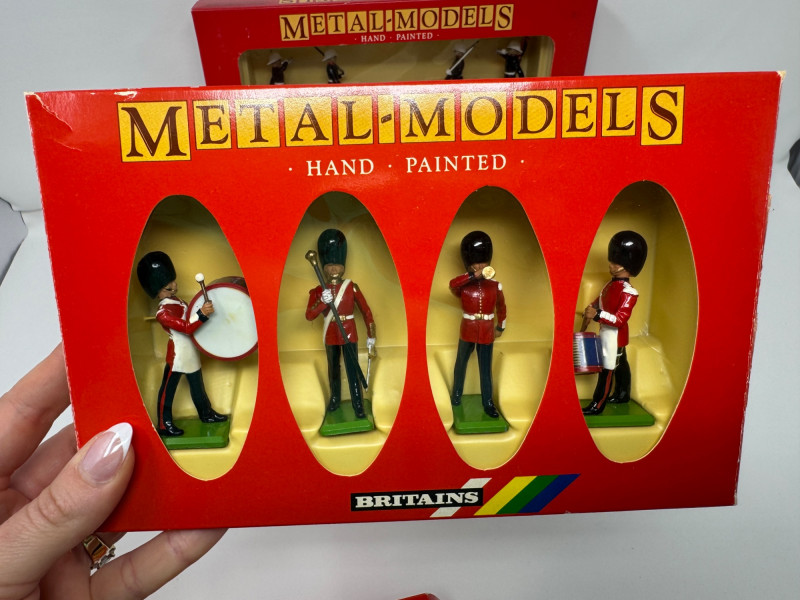 METAL-MODELS
· HAND · PAINTED ·
METAL-MODELS
· HAND · PAINTED ·
BRITAINS